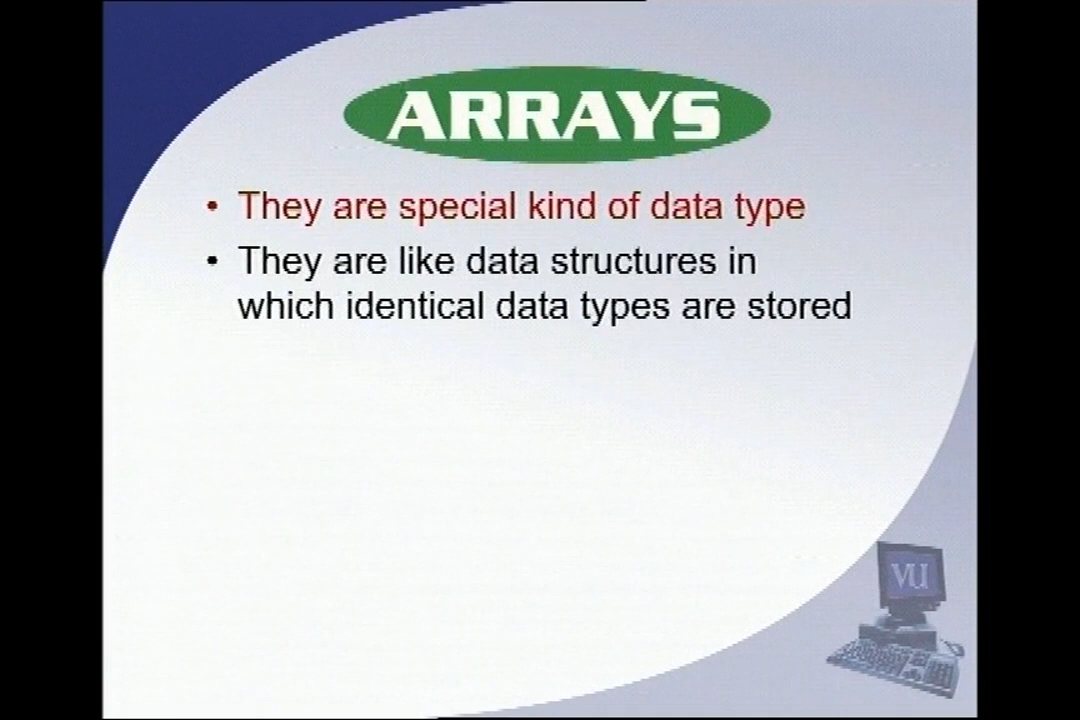 ARRAYS
• They are special kind of data type
• They are like data structures in
which identical data types are stored
VU